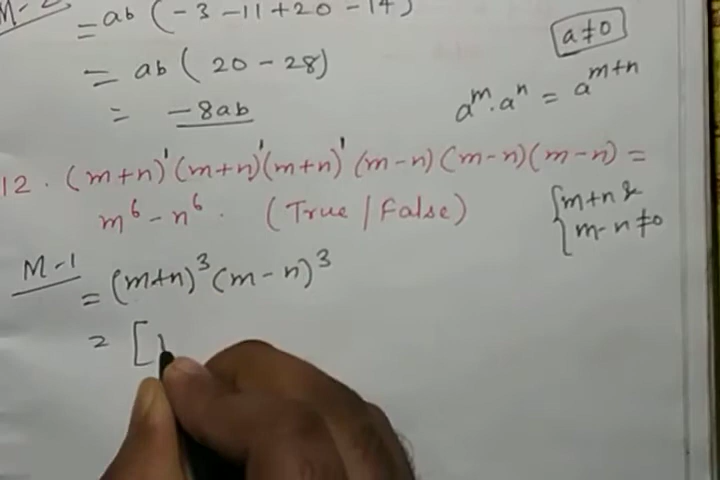 M-2
= ab (-3 -11 + 20 - 14)
= ab ( 20 - 28)
= -8ab
a ≠ 0
a^m . a^n = a^{m+n}
12. (m+n)^1 (m+n)^1 (m+n)^1 (m-n) (m-n) (m-n) =
m^6 - n^6. (True / False)
{ m+n &
m-n ≠ 0
M-1
= (m+n)^3 (m-n)^3
= [